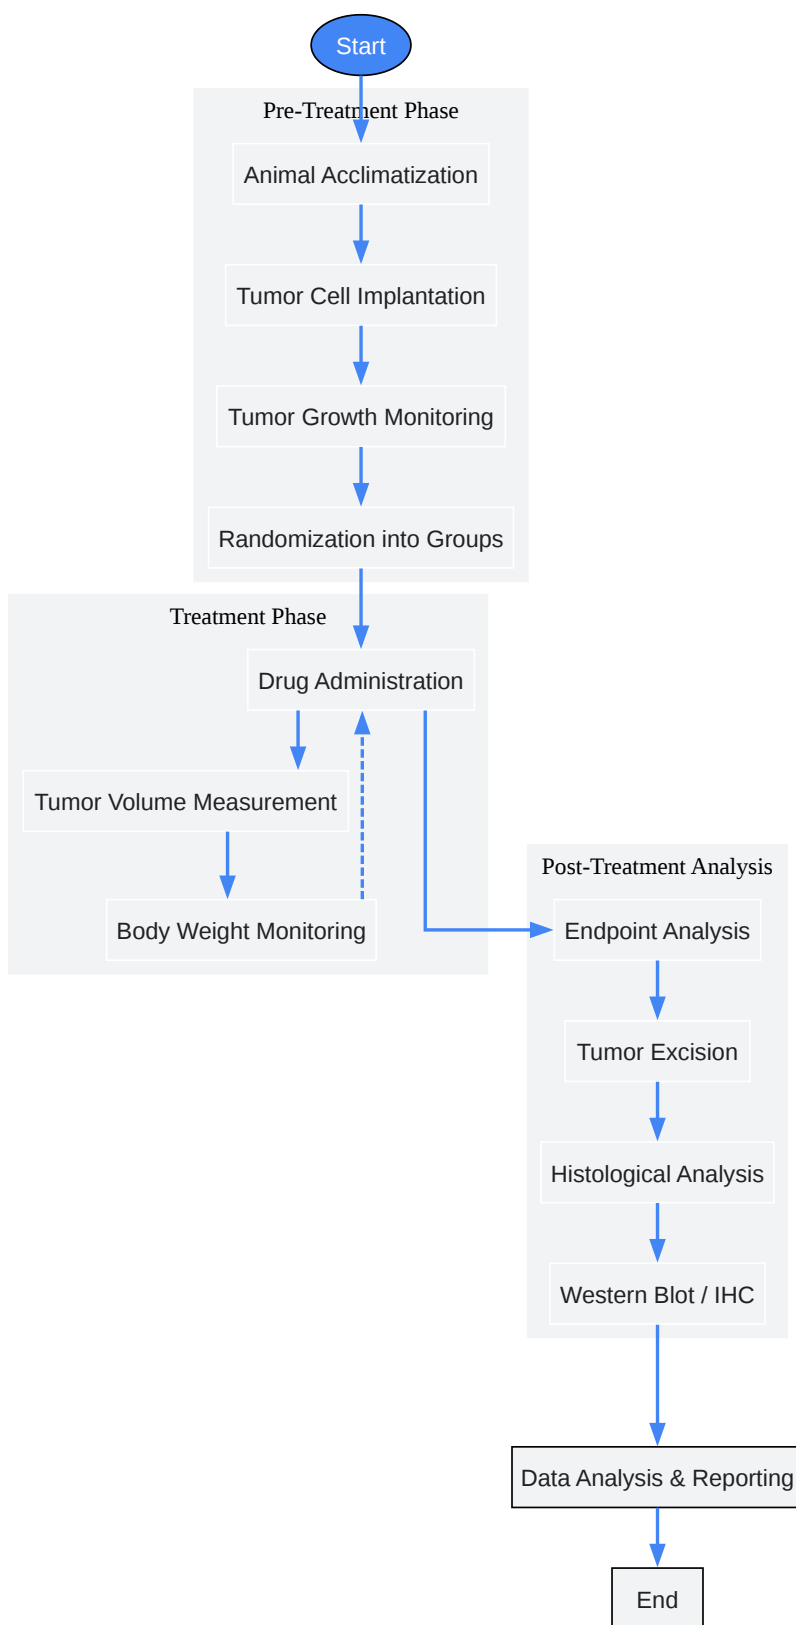 Start
Pre-Treatment Phase
Animal Acclimatization
Tumor Cell Implantation
Tumor Growth Monitoring
Randomization into Groups
Treatment Phase
Drug Administration
Tumor Volume Measurement
Body Weight Monitoring
Post-Treatment Analysis
Endpoint Analysis
Tumor Excision
Histological Analysis
Western Blot / IHC
Data Analysis & Reporting
End